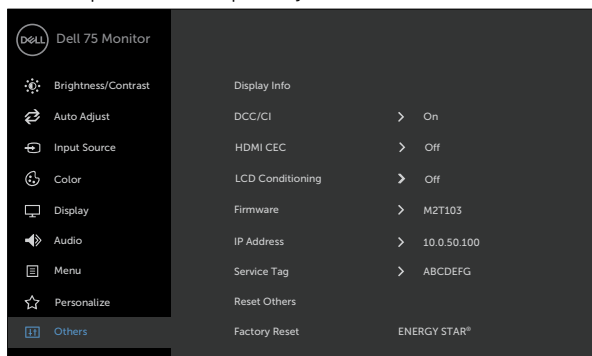 DELL Dell 75 Monitor
Brightness/Contrast Display Info
Auto Adjust DCC/CI On
Input Source HDMI CEC Off
Color LCD Conditioning Off
Display Firmware M2T103
Audio IP Address 10.0.50.100
Menu Service Tag ABCDEFG
Personalize Reset Others
Others Factory Reset ENERGY STAR®